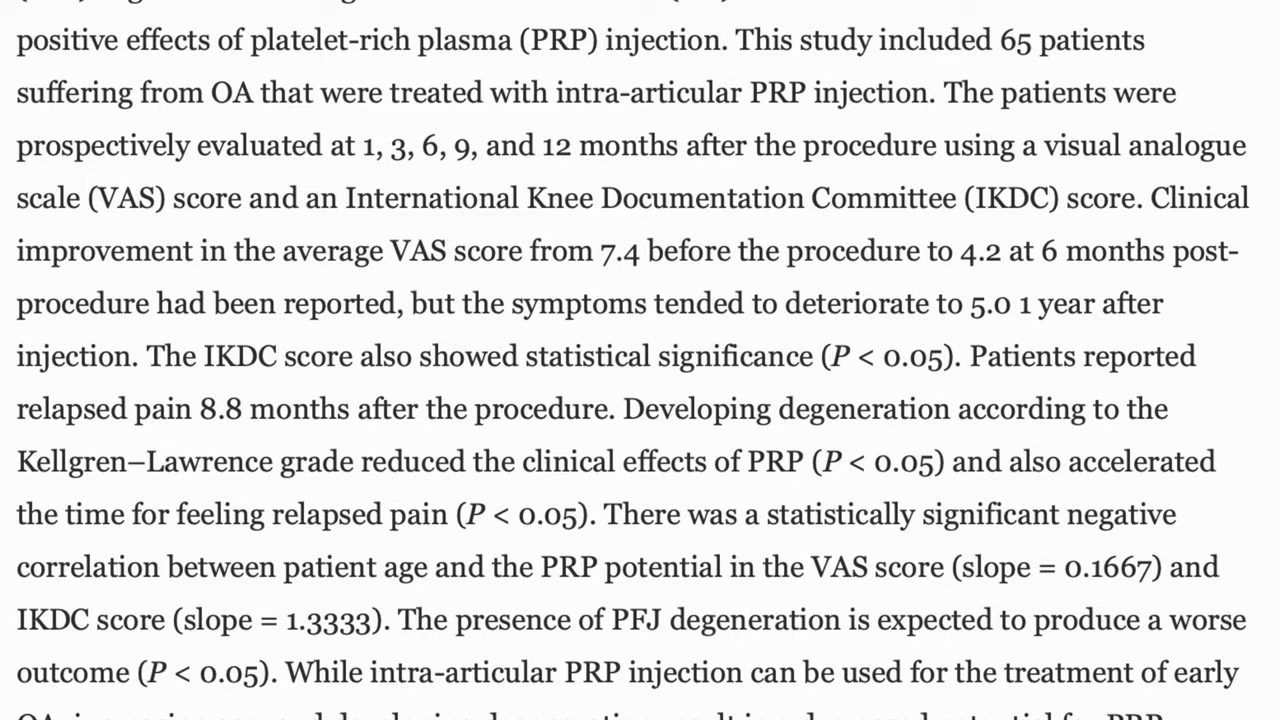 positive effects of platelet-rich plasma (PRP) injection. This study included 65 patients
suffering from OA that were treated with intra-articular PRP injection. The patients were
prospectively evaluated at 1, 3, 6, 9, and 12 months after the procedure using a visual analogue
scale (VAS) score and an International Knee Documentation Committee (IKDC) score. Clinical
improvement in the average VAS score from 7.4 before the procedure to 4.2 at 6 months post-
procedure had been reported, but the symptoms tended to deteriorate to 5.0 1 year after
injection. The IKDC score also showed statistical significance (P < 0.05). Patients reported
relapsed pain 8.8 months after the procedure. Developing degeneration according to the
Kellgren–Lawrence grade reduced the clinical effects of PRP (P < 0.05) and also accelerated
the time for feeling relapsed pain (P < 0.05). There was a statistically significant negative
correlation between patient age and the PRP potential in the VAS score (slope = 0.1667) and
IKDC score (slope = 1.3333). The presence of PFJ degeneration is expected to produce a worse
outcome (P < 0.05). While intra-articular PRP injection can be used for the treatment of early